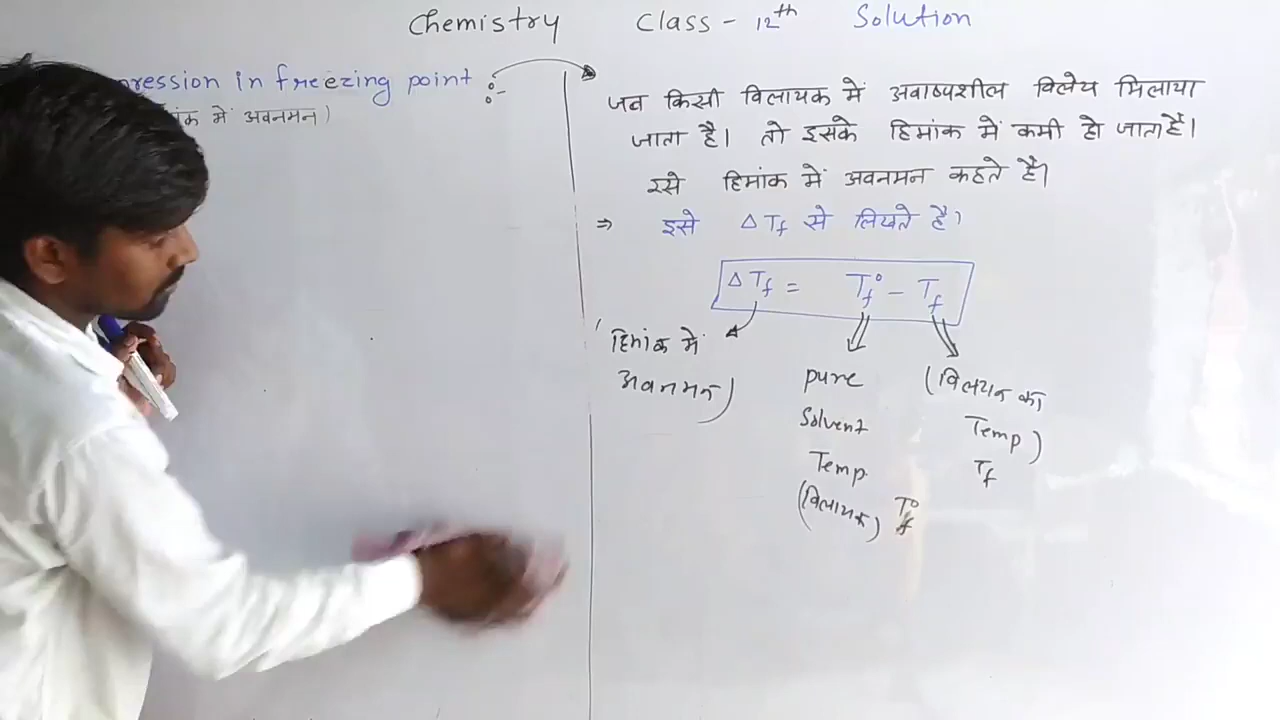 Chemistry Class - 12th Solution
pression in freezing point :-
क में अवनमन)
जब किसी विलायक में अवाष्पशील विलेय मिलाया
जाता है। तो इसके हिमांक में कमी हो जाता है।
इसे हिमांक में अवनमन कहते है।
⇒ इसे ΔTf से लिखते है।
ΔTf = Tf° - Tf
हिमांक में
अवनमन)
pure
Solvent
Temp.
(विलायक) Tf°
(विलयन का
Temp)
Tf